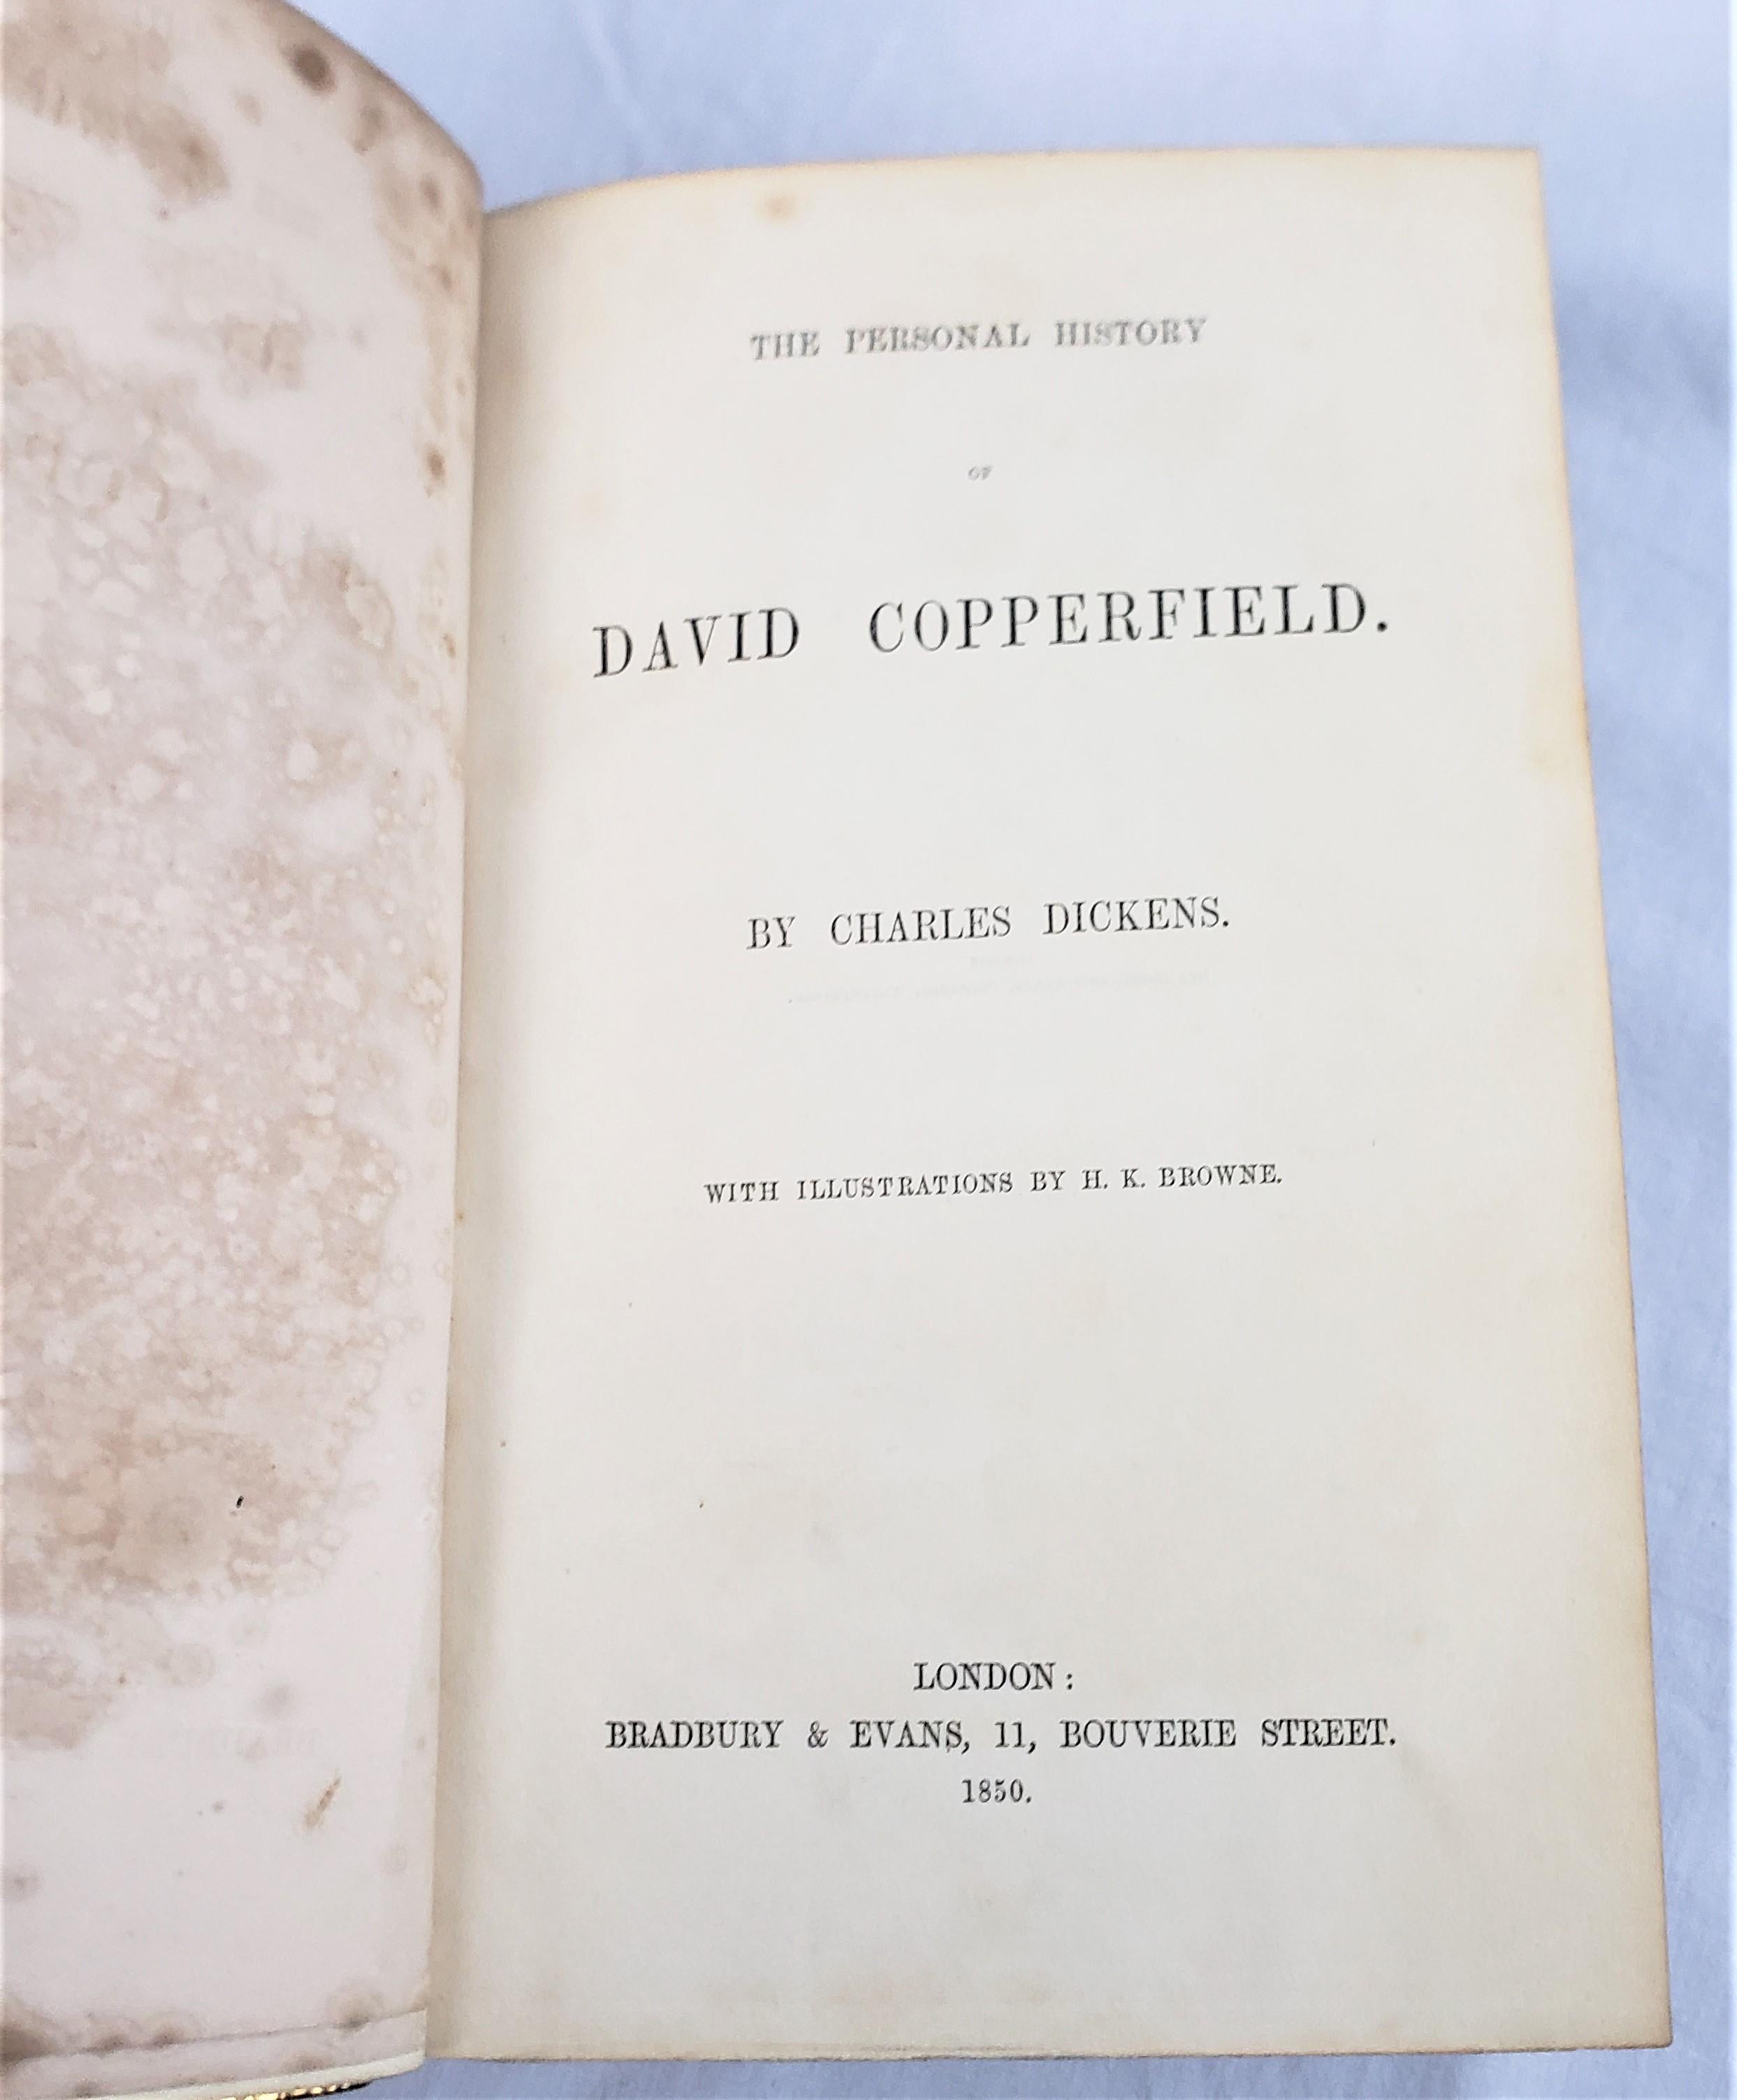 THE PERSONAL HISTORY
OF
DAVID COPPERFIELD.
BY CHARLES DICKENS.
WITH ILLUSTRATIONS BY H. K. BROWNE.
LONDON:
BRADBURY & EVANS, 11, BOUVERIE STREET.
1850.